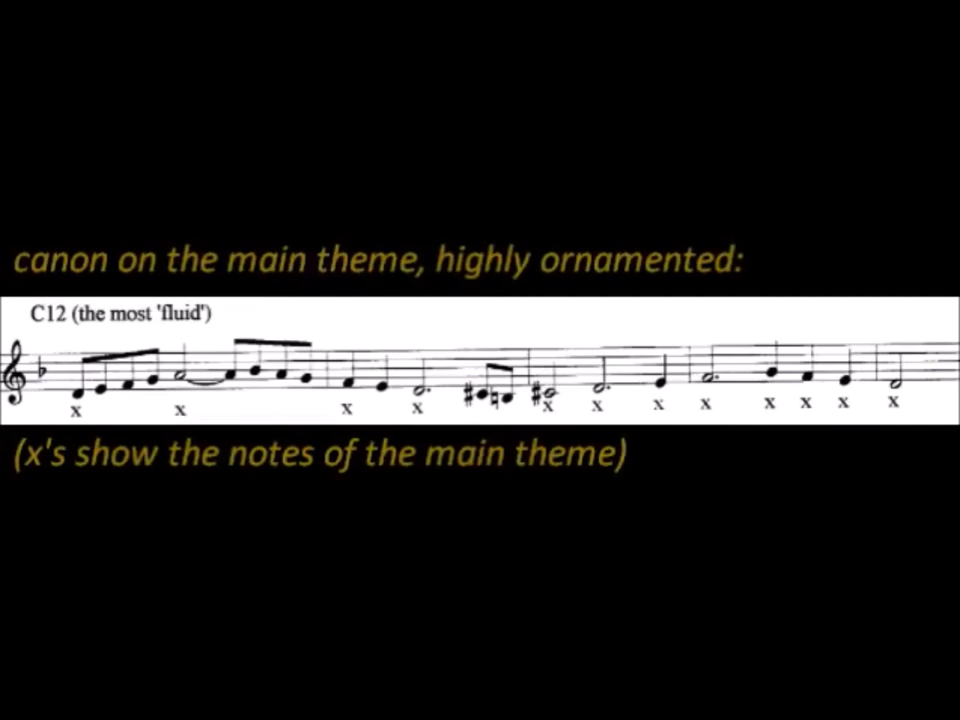 canon on the main theme, highly ornamented:
C12 (the most 'fluid')
x x x x x x x x x x x x
(x's show the notes of the main theme)